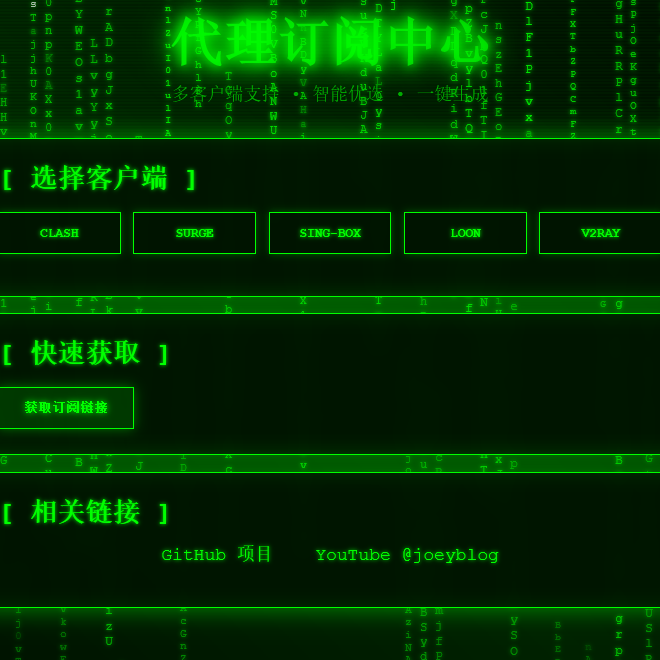 代理订阅中心
多客户端支持 • 智能优选 • 一键生成
[ 选择客户端 ]
CLASH
SURGE
SING-BOX
LOON
V2RAY
[ 快速获取 ]
获取订阅链接
[ 相关链接 ]
GitHub 项目
YouTube @joeyblog